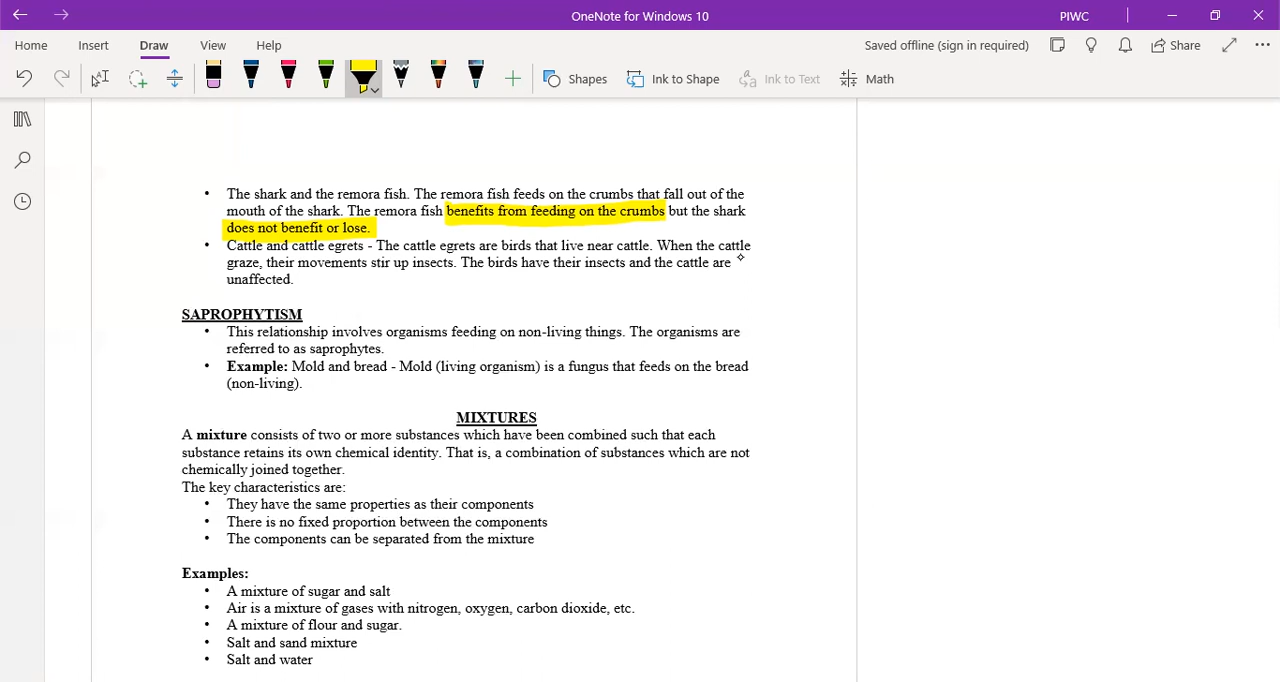 OneNote for Windows 10
PIWC
Home Insert Draw View Help
Saved offline (sign in required)
Share
Shapes
Ink to Shape
Ink to Text
Math
• The shark and the remora fish. The remora fish feeds on the crumbs that fall out of the
mouth of the shark. The remora fish benefits from feeding on the crumbs but the shark
does not benefit or lose.
• Cattle and cattle egrets - The cattle egrets are birds that live near cattle. When the cattle
graze, their movements stir up insects. The birds have their insects and the cattle are
unaffected.
SAPROPHYTISM
• This relationship involves organisms feeding on non-living things. The organisms are
referred to as saprophytes.
• Example: Mold and bread - Mold (living organism) is a fungus that feeds on the bread
(non-living).
MIXTURES
A mixture consists of two or more substances which have been combined such that each
substance retains its own chemical identity. That is, a combination of substances which are not
chemically joined together.
The key characteristics are:
• They have the same properties as their components
• There is no fixed proportion between the components
• The components can be separated from the mixture
Examples:
• A mixture of sugar and salt
• Air is a mixture of gases with nitrogen, oxygen, carbon dioxide, etc.
• A mixture of flour and sugar.
• Salt and sand mixture
• Salt and water